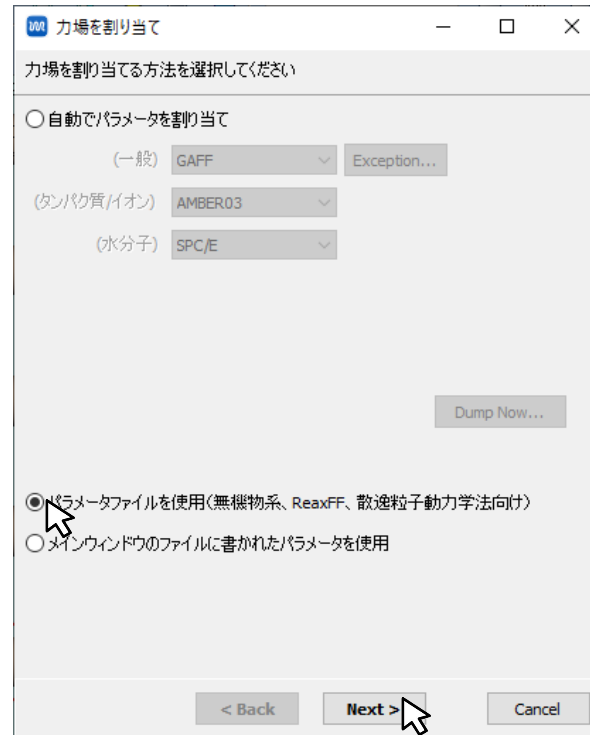 力場を割り当て
力場を割り当てる方法を選択してください
自動でパラメータを割り当て
(一般) GAFF Exception...
(タンパク質/イオン) AMBER03
(水分子) SPC/E
Dump Now...
パラメータファイルを使用(無機物系、ReaxFF、散逸粒子動力学法向け)
メインウィンドウのファイルに書かれたパラメータを使用
< Back Next > Cancel